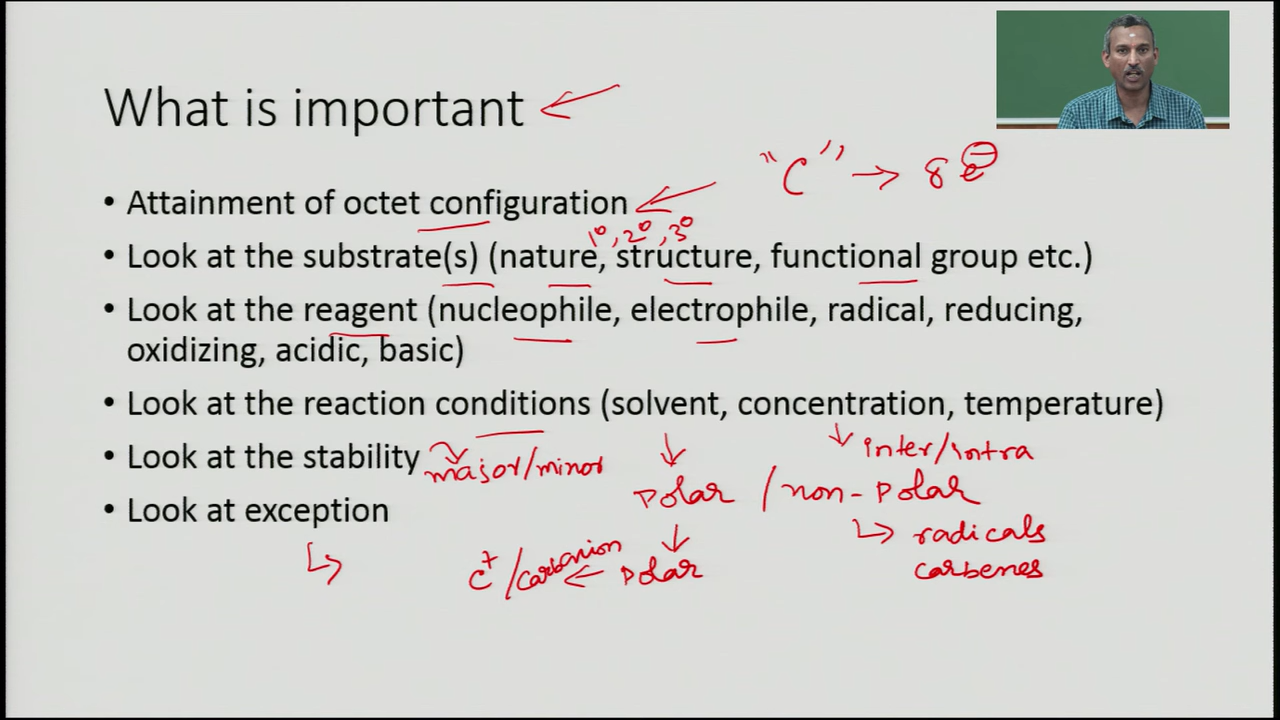 What is important
"C" → 8 e⊖
• Attainment of octet configuration
1°, 2°, 3°
• Look at the substrate(s) (nature, structure, functional group etc.)
• Look at the reagent (nucleophile, electrophile, radical, reducing,
oxidizing, acidic, basic)
• Look at the reaction conditions (solvent, concentration, temperature)
inter/intra
• Look at the stability major/minor
Polar / non-Polar
• Look at exception
radicals
carbenes
C+/carbanion ← Polar